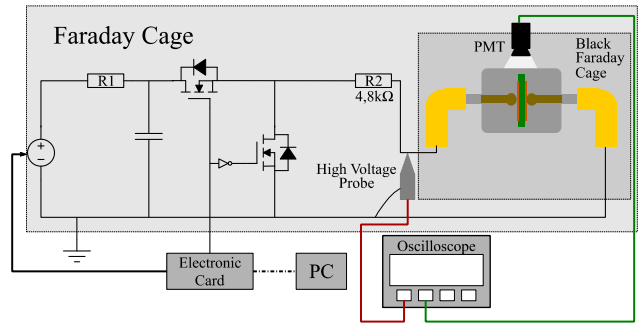 Faraday Cage
PMT
Black
Faraday
Cage
R1
R2
4,8kΩ
+
−
High Voltage
Probe
Oscilloscope
Electronic
Card
PC